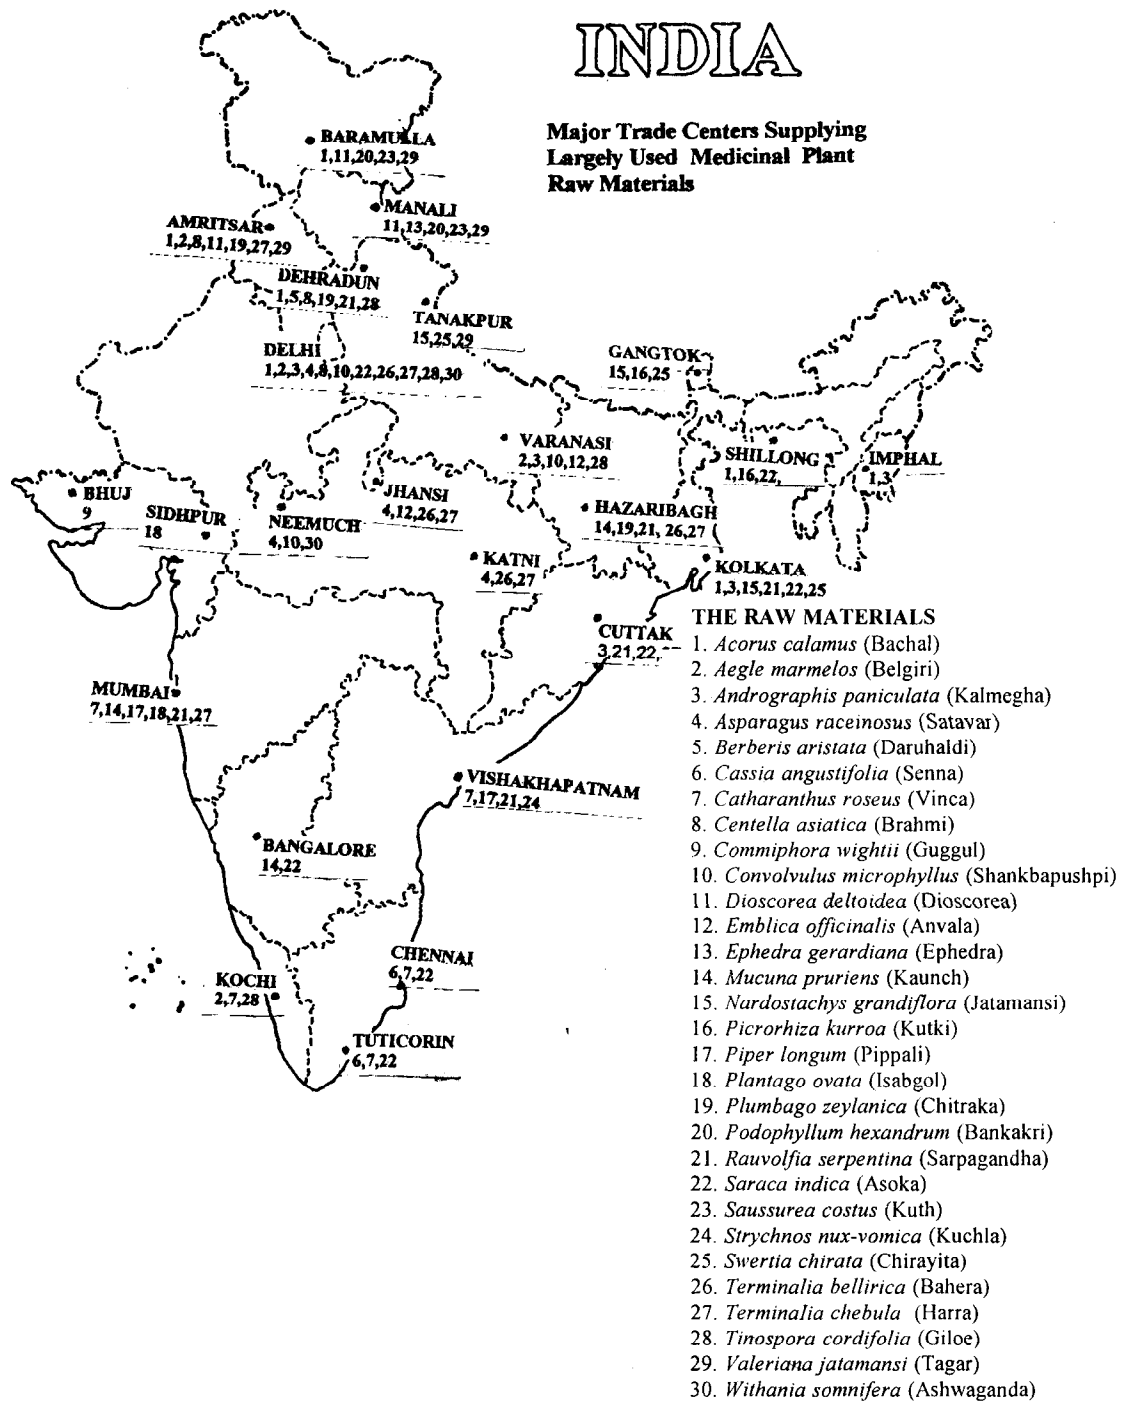 INDIA
Major Trade Centers Supplying
Largely Used Medicinal Plant
Raw Materials
BARAMULLA
1,11,20,23,29
MANALI
11,13,20,23,29
AMRITSAR
1,2,8,11,19,27,29
DEHRADUN
1,5,8,19,21,28
TANAKPUR
15,25,29
DELHI
1,2,3,4,8,10,22,26,27,28,30
GANGTOK
15,16,25
VARANASI
2,3,10,12,28
SHILLONG
1,16,22,
IMPHAL
1,3
BHUJ
9
SIDHPUR
18
NEEMUCH
4,10,30
JHANSI
4,12,26,27
HAZARIBAGH
14,19,21, 26,27
KATNI
4,26,27
KOLKATA
1,3,15,21,22,25
CUTTAK
3,21,22,
MUMBAI
7,14,17,18,21,27
VISHAKHAPATNAM
7,17,21,24
BANGALORE
14,22
CHENNAI
6,7,22
KOCHI
2,7,28
TUTICORIN
6,7,22
THE RAW MATERIALS
1. Acorus calamus (Bachal)
2. Aegle marmelos (Belgiri)
3. Andrographis paniculata (Kalmegha)
4. Asparagus raceinosus (Satavar)
5. Berberis aristata (Daruhaldi)
6. Cassia angustifolia (Senna)
7. Catharanthus roseus (Vinca)
8. Centella asiatica (Brahmi)
9. Commiphora wightii (Guggul)
10. Convolvulus microphyllus (Shankbapushpi)
11. Dioscorea deltoidea (Dioscorea)
12. Emblica officinalis (Anvala)
13. Ephedra gerardiana (Ephedra)
14. Mucuna pruriens (Kaunch)
15. Nardostachys grandiflora (Jatamansi)
16. Picrorhiza kurroa (Kutki)
17. Piper longum (Pippali)
18. Plantago ovata (Isabgol)
19. Plumbago zeylanica (Chitraka)
20. Podophyllum hexandrum (Bankakri)
21. Rauvolfia serpentina (Sarpagandha)
22. Saraca indica (Asoka)
23. Saussurea costus (Kuth)
24. Strychnos nux-vomica (Kuchla)
25. Swertia chirata (Chirayita)
26. Terminalia bellirica (Bahera)
27. Terminalia chebula (Harra)
28. Tinospora cordifolia (Giloe)
29. Valeriana jatamansi (Tagar)
30. Withania somnifera (Ashwaganda)